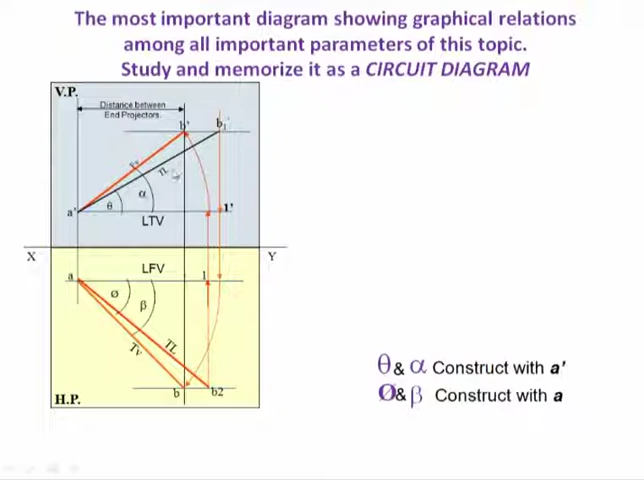 The most important diagram showing graphical relations
among all important parameters of this topic.
Study and memorize it as a CIRCUIT DIAGRAM
V.P.
Distance between
End Projectors.
b'
b1'
Fv
TL
α
θ
a'
1'
LTV
X
Y
LFV
a
1
ø
β
TL
Tv
b
b2
H.P.
θ & α Construct with a'
Ø& β Construct with a